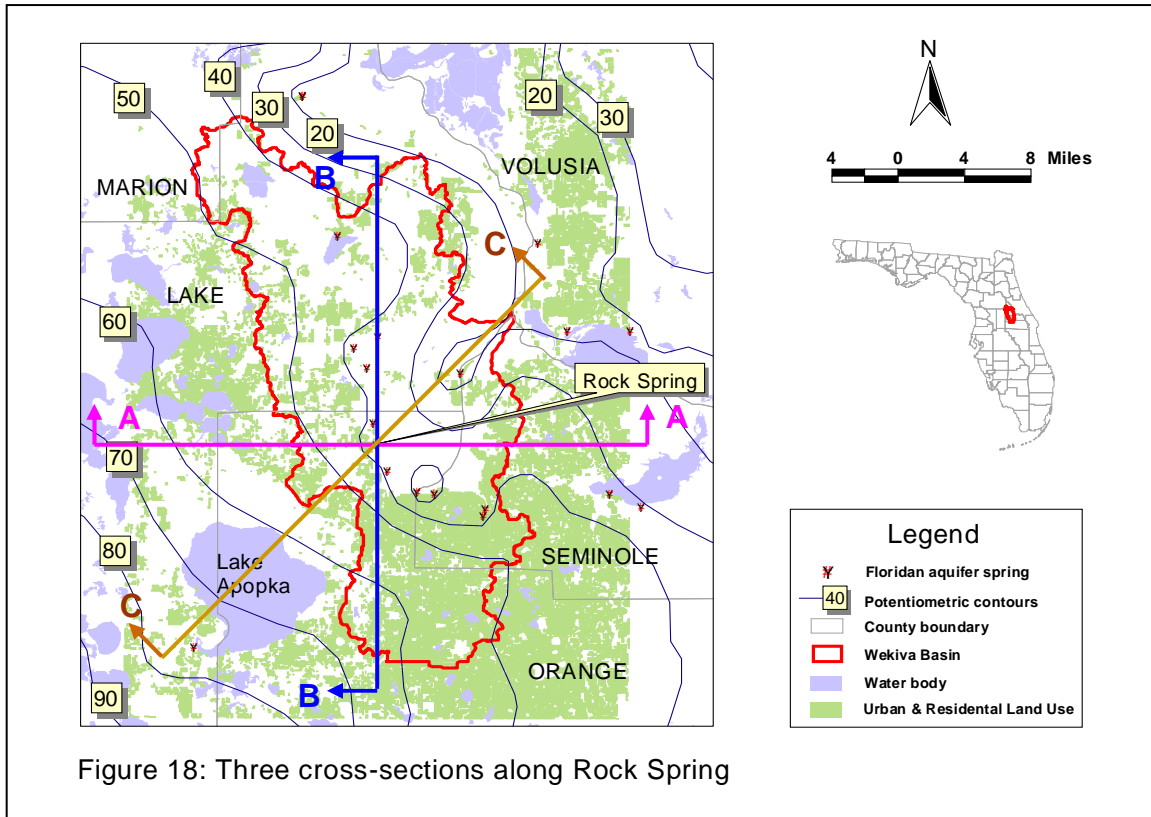 40
50
30
20
20
30
N
4 0 4 8 Miles
VOLUSIA
B
MARION
C
LAKE
60
Rock Spring
A
A
70
80
Lake
Apopka
SEMINOLE
C
ORANGE
90
B
Legend
Floridan aquifer spring
40 Potentiometric contours
County boundary
Wekiva Basin
Water body
Urban & Residential Land Use
Figure 18: Three cross-sections along Rock Spring